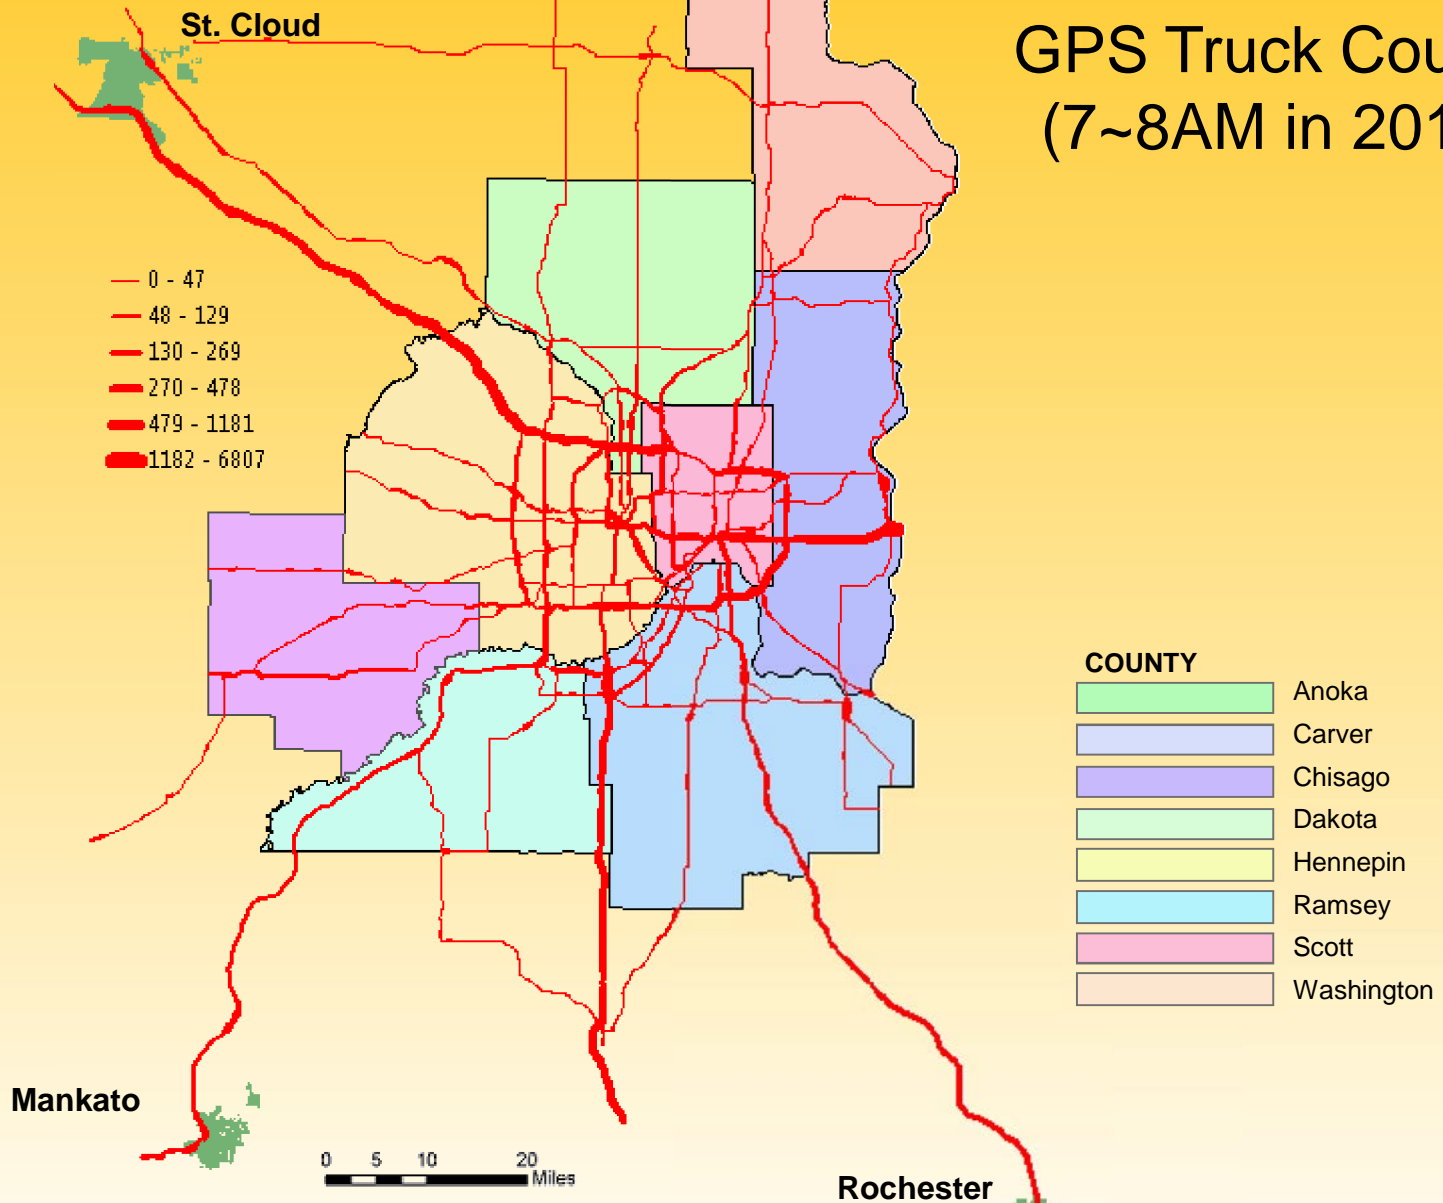 St. Cloud
GPS Truck Cou
(7~8AM in 201
0 - 47
48 - 129
130 - 269
270 - 478
479 - 1181
1182 - 6807
COUNTY
Anoka
Carver
Chisago
Dakota
Hennepin
Ramsey
Scott
Washington
Mankato
0 5 10 20
Miles
Rochester